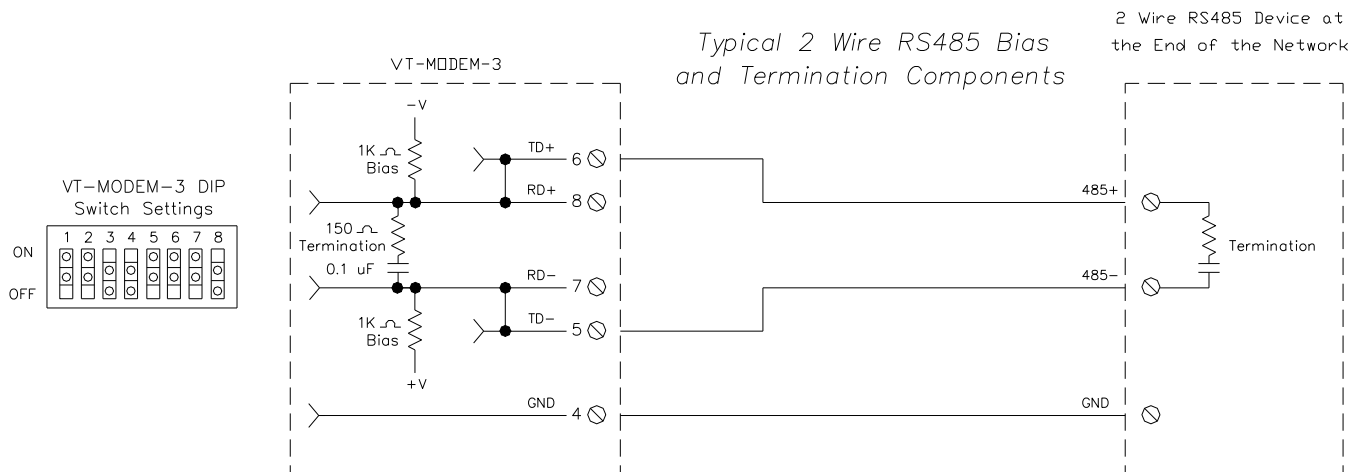 2 Wire RS485 Device at
the End of the Network
Typical 2 Wire RS485 Bias
and Termination Components
VT-MODEM-3
-V
1K Ω
Bias
TD+
6
RD+
8
485+
VT-MODEM-3 DIP
Switch Settings
1 2 3 4 5 6 7 8
ON
OFF
150 Ω
Termination
0.1 uF
Termination
RD-
7
485-
1K Ω
Bias
TD-
5
+V
GND
4
GND